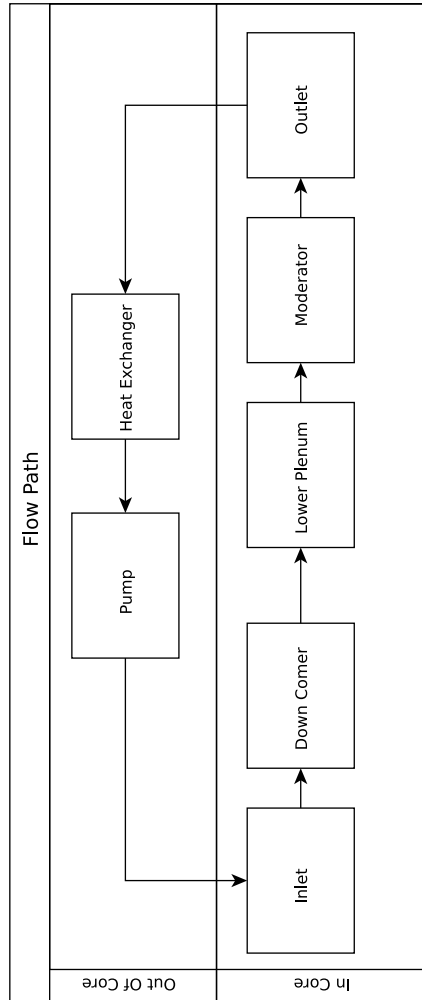 Flow Path
Out Of Core
Heat Exchanger
Pump
In Core
Inlet
Down Comer
Lower Plenum
Moderator
Outlet